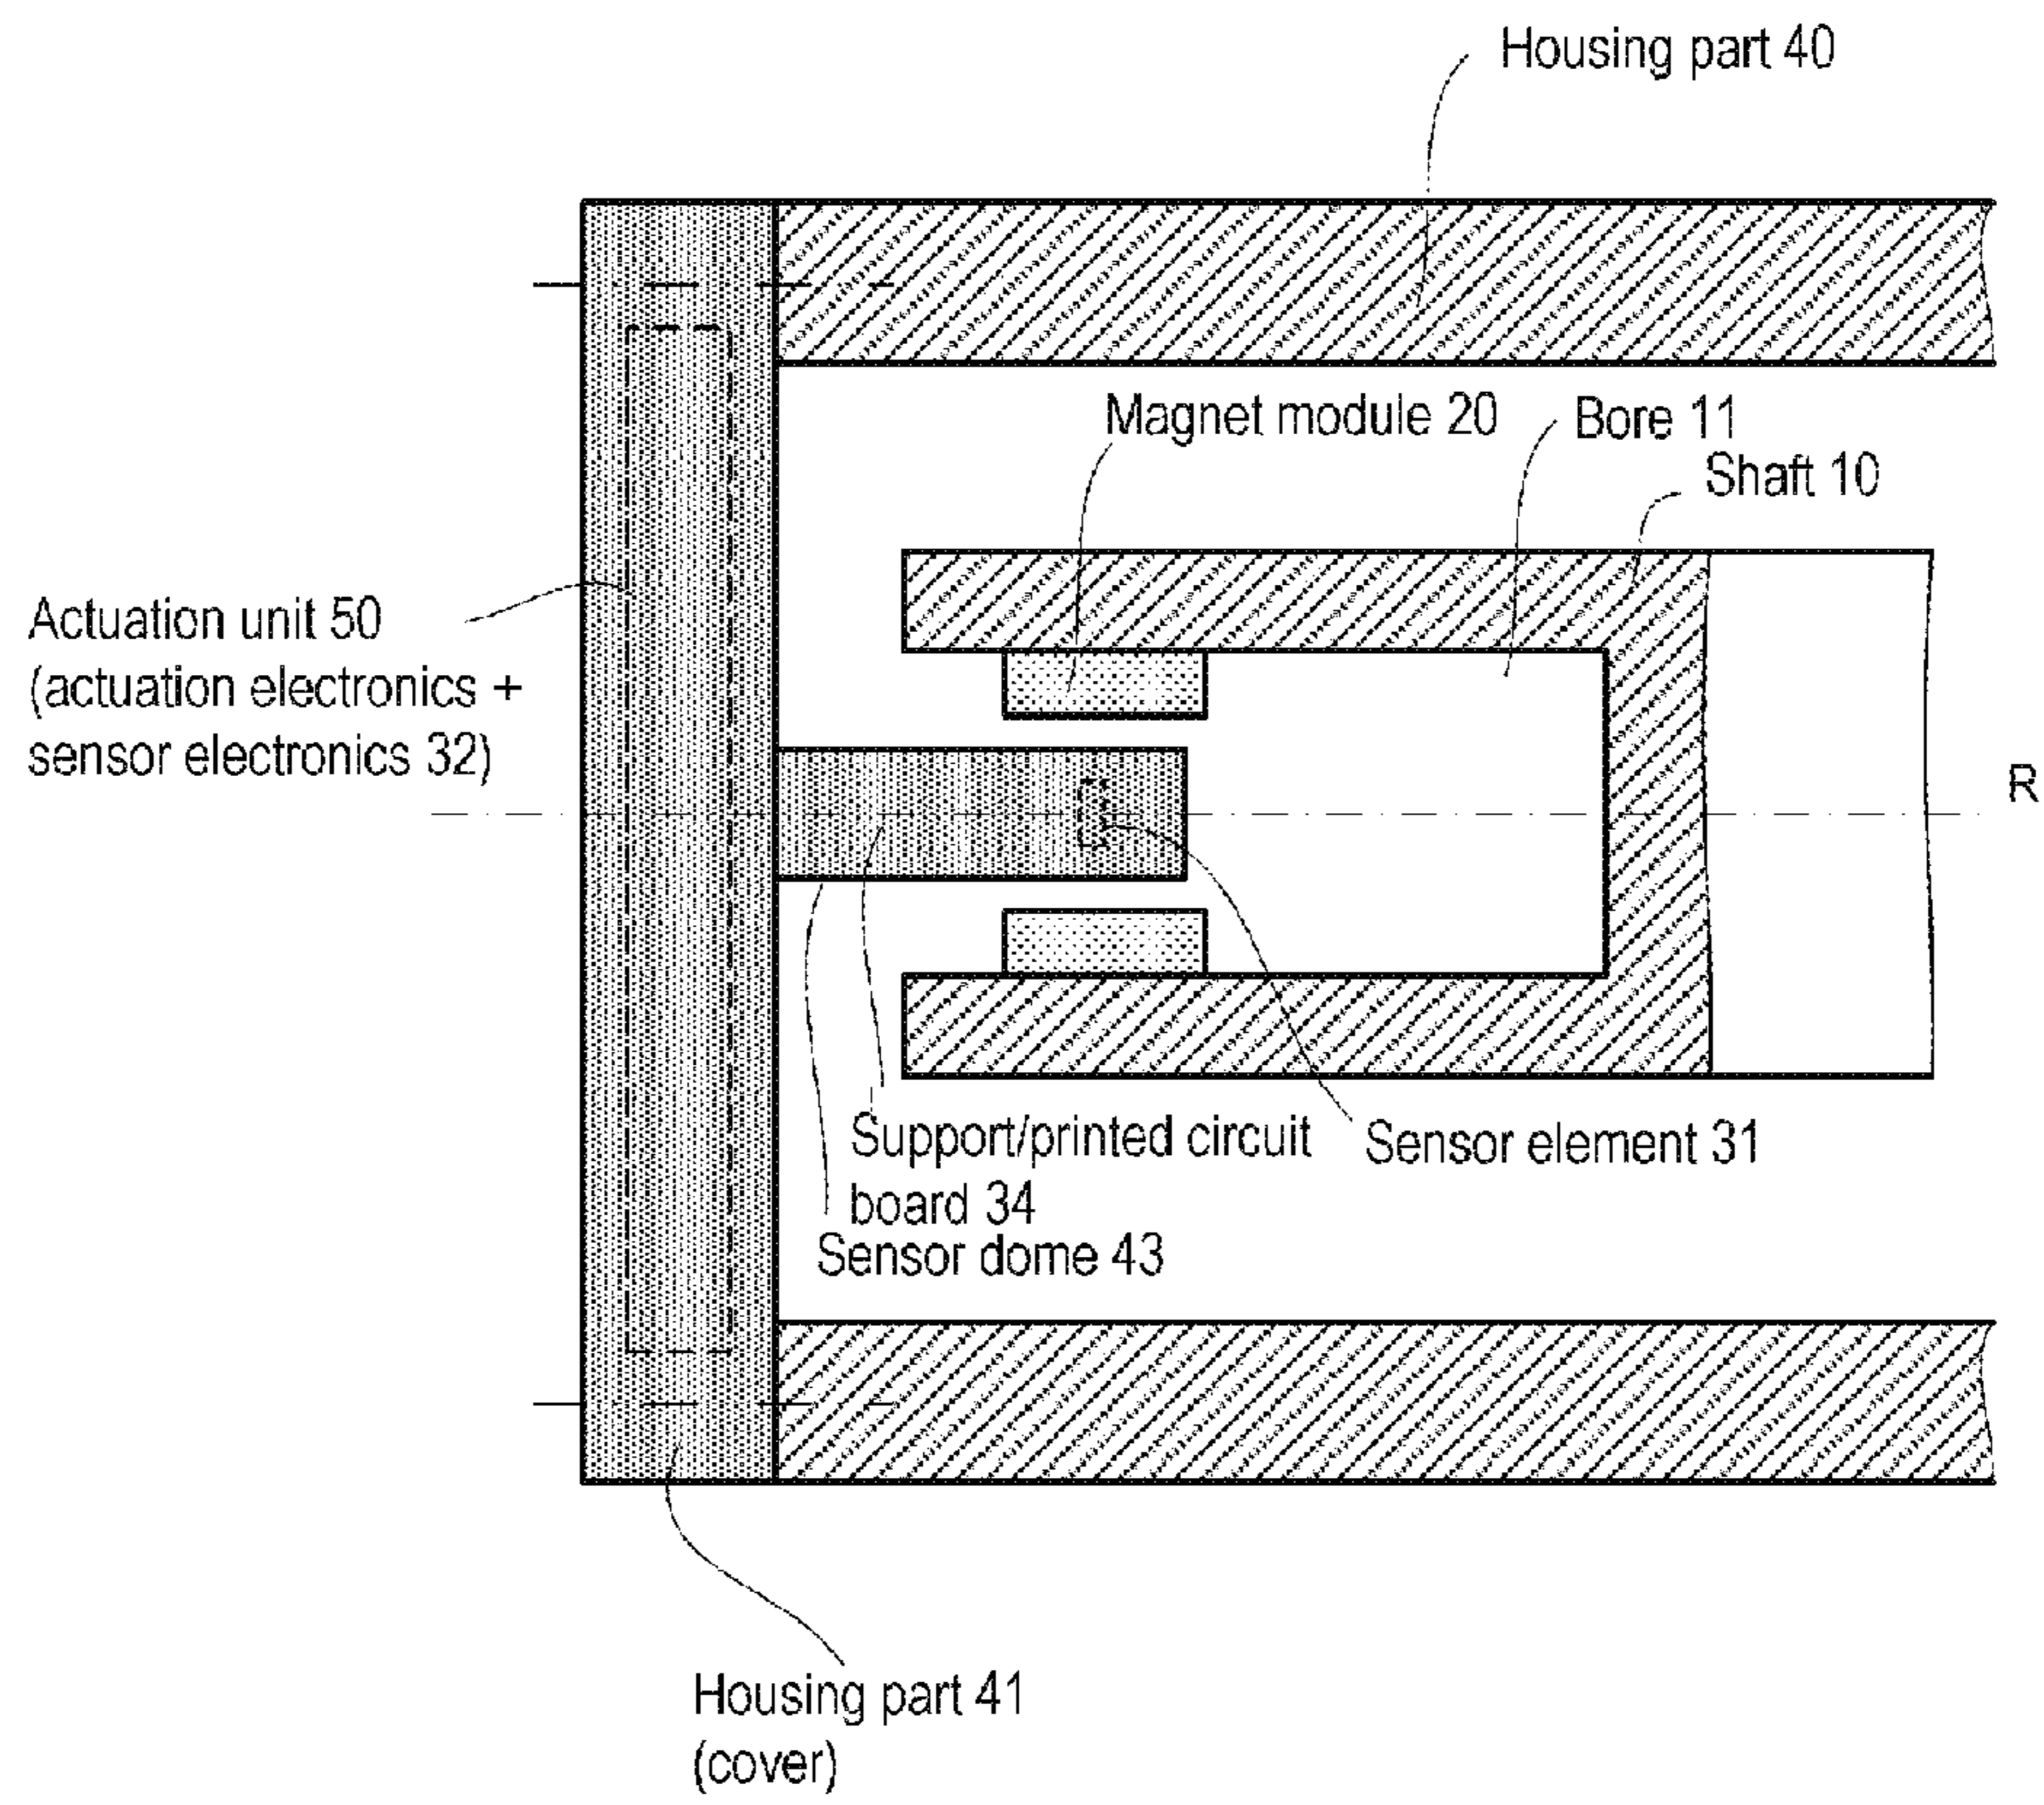 Housing part 40
Magnet module 20
Bore 11
Shaft 10
Actuation unit 50
(actuation electronics +
sensor electronics 32)
R
Support/printed circuit
board 34
Sensor element 31
Sensor dome 43
Housing part 41
(cover)